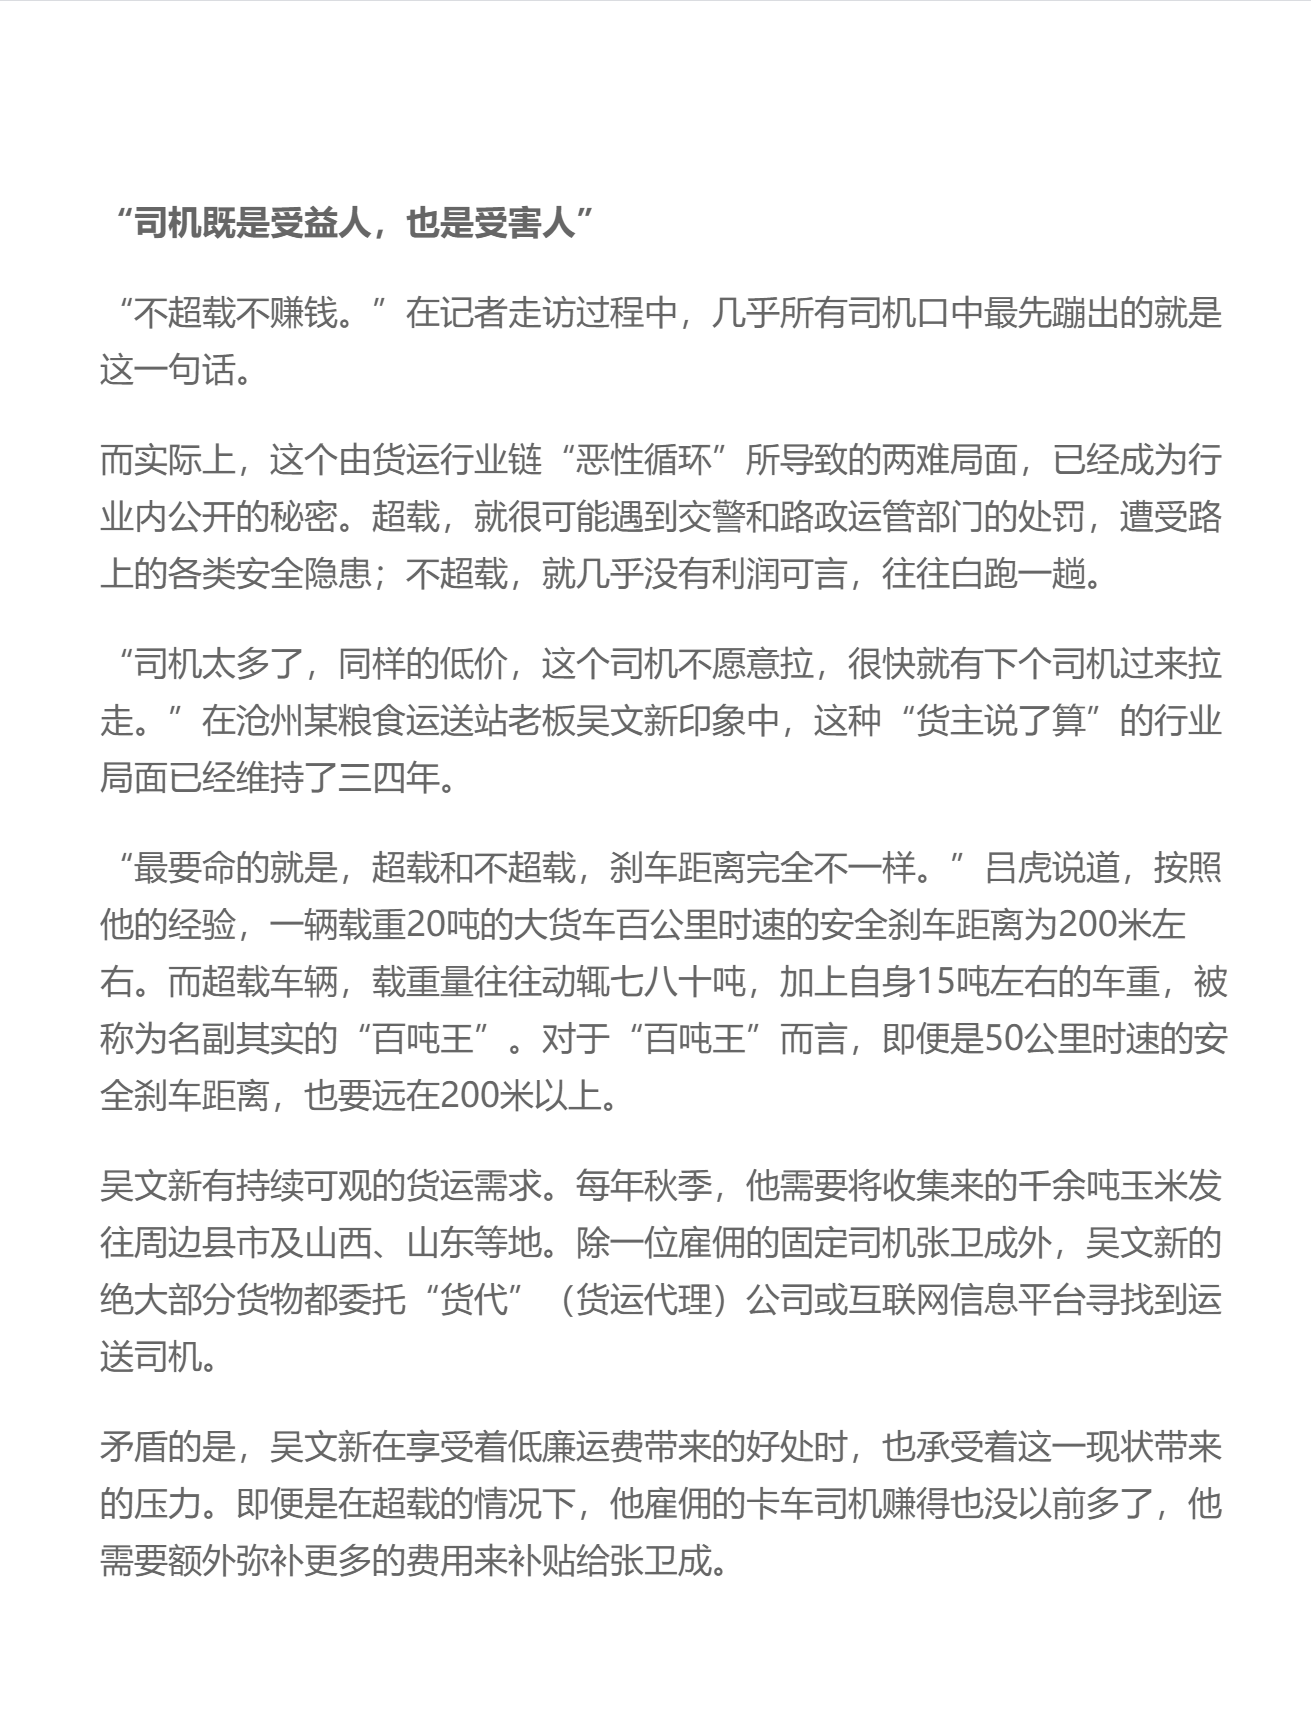 “司机既是受益人，也是受害人”
“不超载不赚钱。”在记者走访过程中，几乎所有司机口中最先蹦出的就是
这一句话。
而实际上，这个由货运行业链“恶性循环”所导致的两难局面，已经成为行
业内公开的秘密。超载，就很可能遇到交警和路政运管部门的处罚，遭受路
上的各类安全隐患；不超载，就几乎没有利润可言，往往白跑一趟。
“司机太多了，同样的低价，这个司机不愿意拉，很快就有下个司机过来拉
走。”在沧州某粮食运送站老板吴文新印象中，这种“货主说了算”的行业
局面已经维持了三四年。
“最要命的就是，超载和不超载，刹车距离完全不一样。”吕虎说道，按照
他的经验，一辆载重20吨的大货车百公里时速的安全刹车距离为200米左
右。而超载车辆，载重量往往动辄七八十吨，加上自身15吨左右的车重，被
称为名副其实的“百吨王”。对于“百吨王”而言，即便是50公里时速的安
全刹车距离，也要远在200米以上。
吴文新有持续可观的货运需求。每年秋季，他需要将收集来的千余吨玉米发
往周边县市及山西、山东等地。除一位雇佣的固定司机张卫成外，吴文新的
绝大部分货物都委托“货代”（货运代理）公司或互联网信息平台寻找到运
送司机。
矛盾的是，吴文新在享受着低廉运费带来的好处时，也承受着这一现状带来
的压力。即便是在超载的情况下，他雇佣的卡车司机赚得也没以前多了，他
需要额外弥补更多的费用来补贴给张卫成。